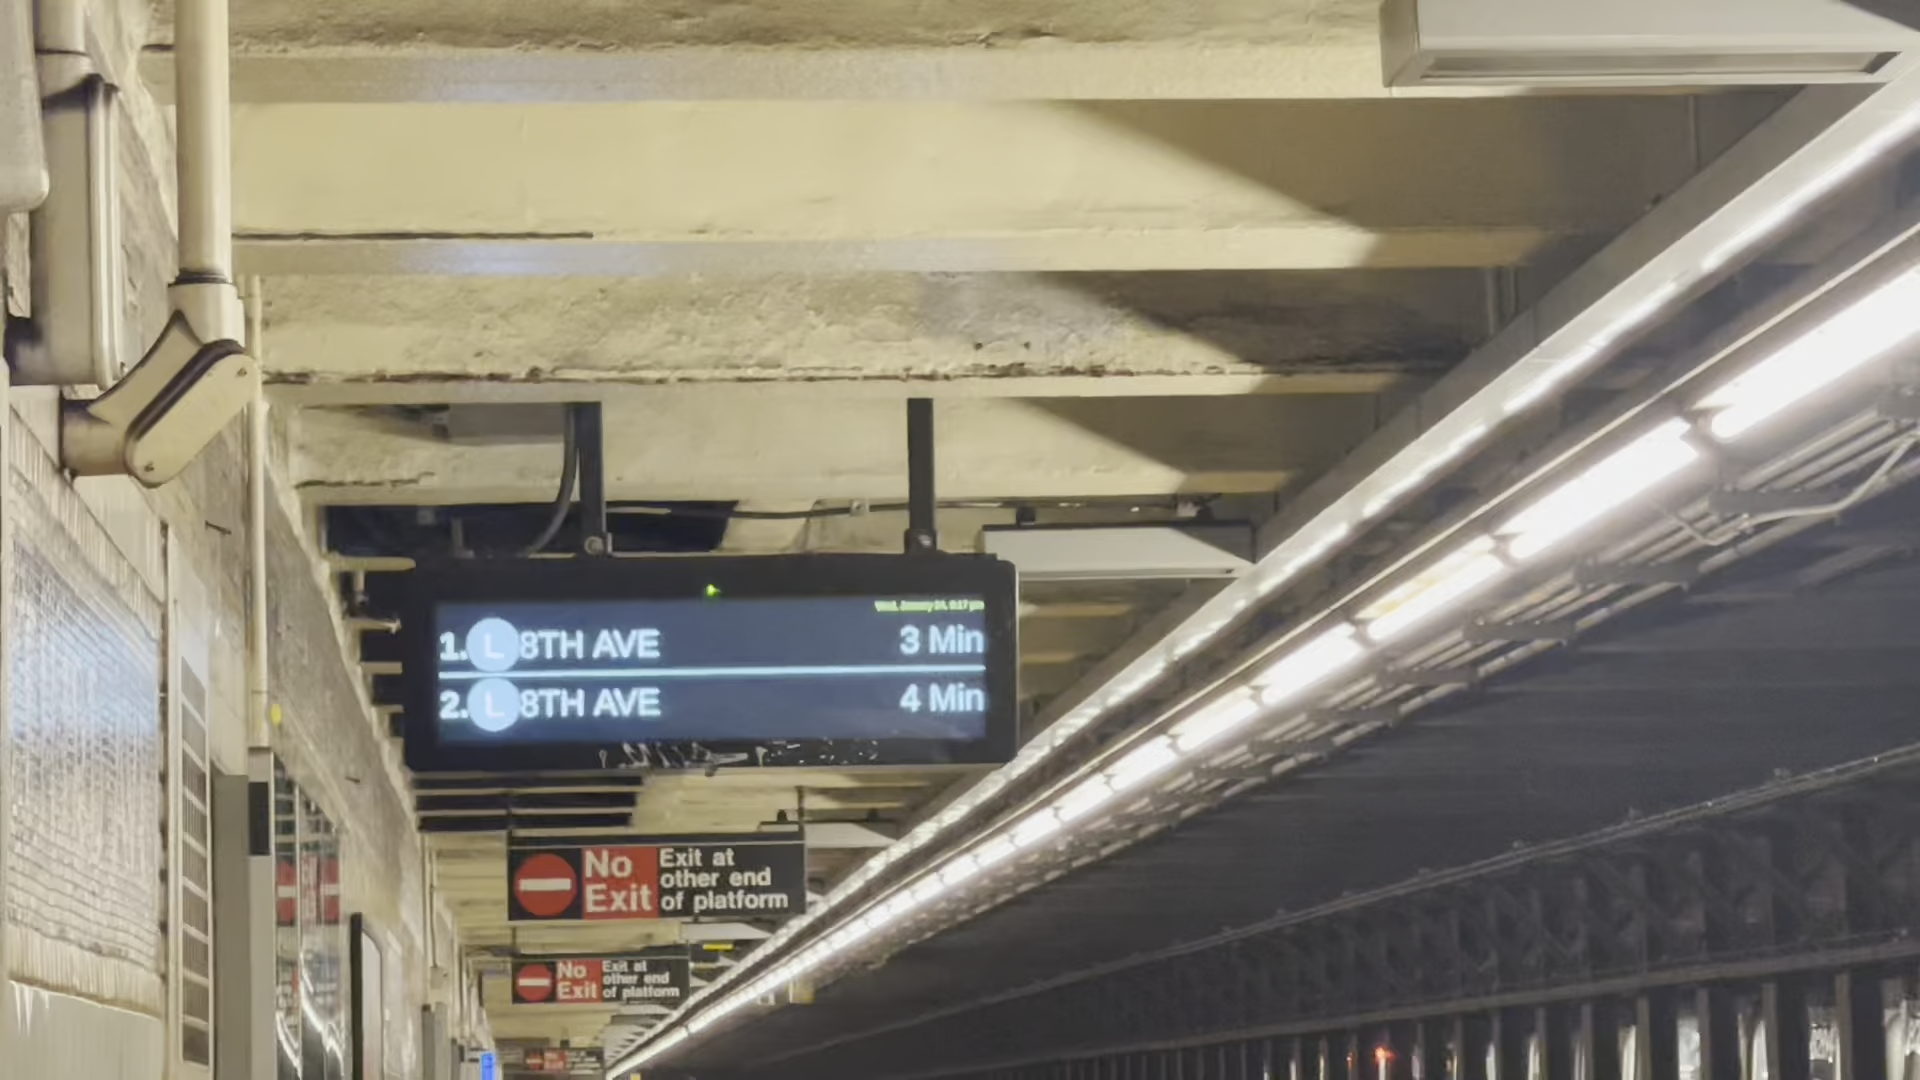 1. L 8TH AVE 3 Min
2. L 8TH AVE 4 Min
No Exit
Exit at
other end
of platform
No Exit
Exit at
other end
of platform